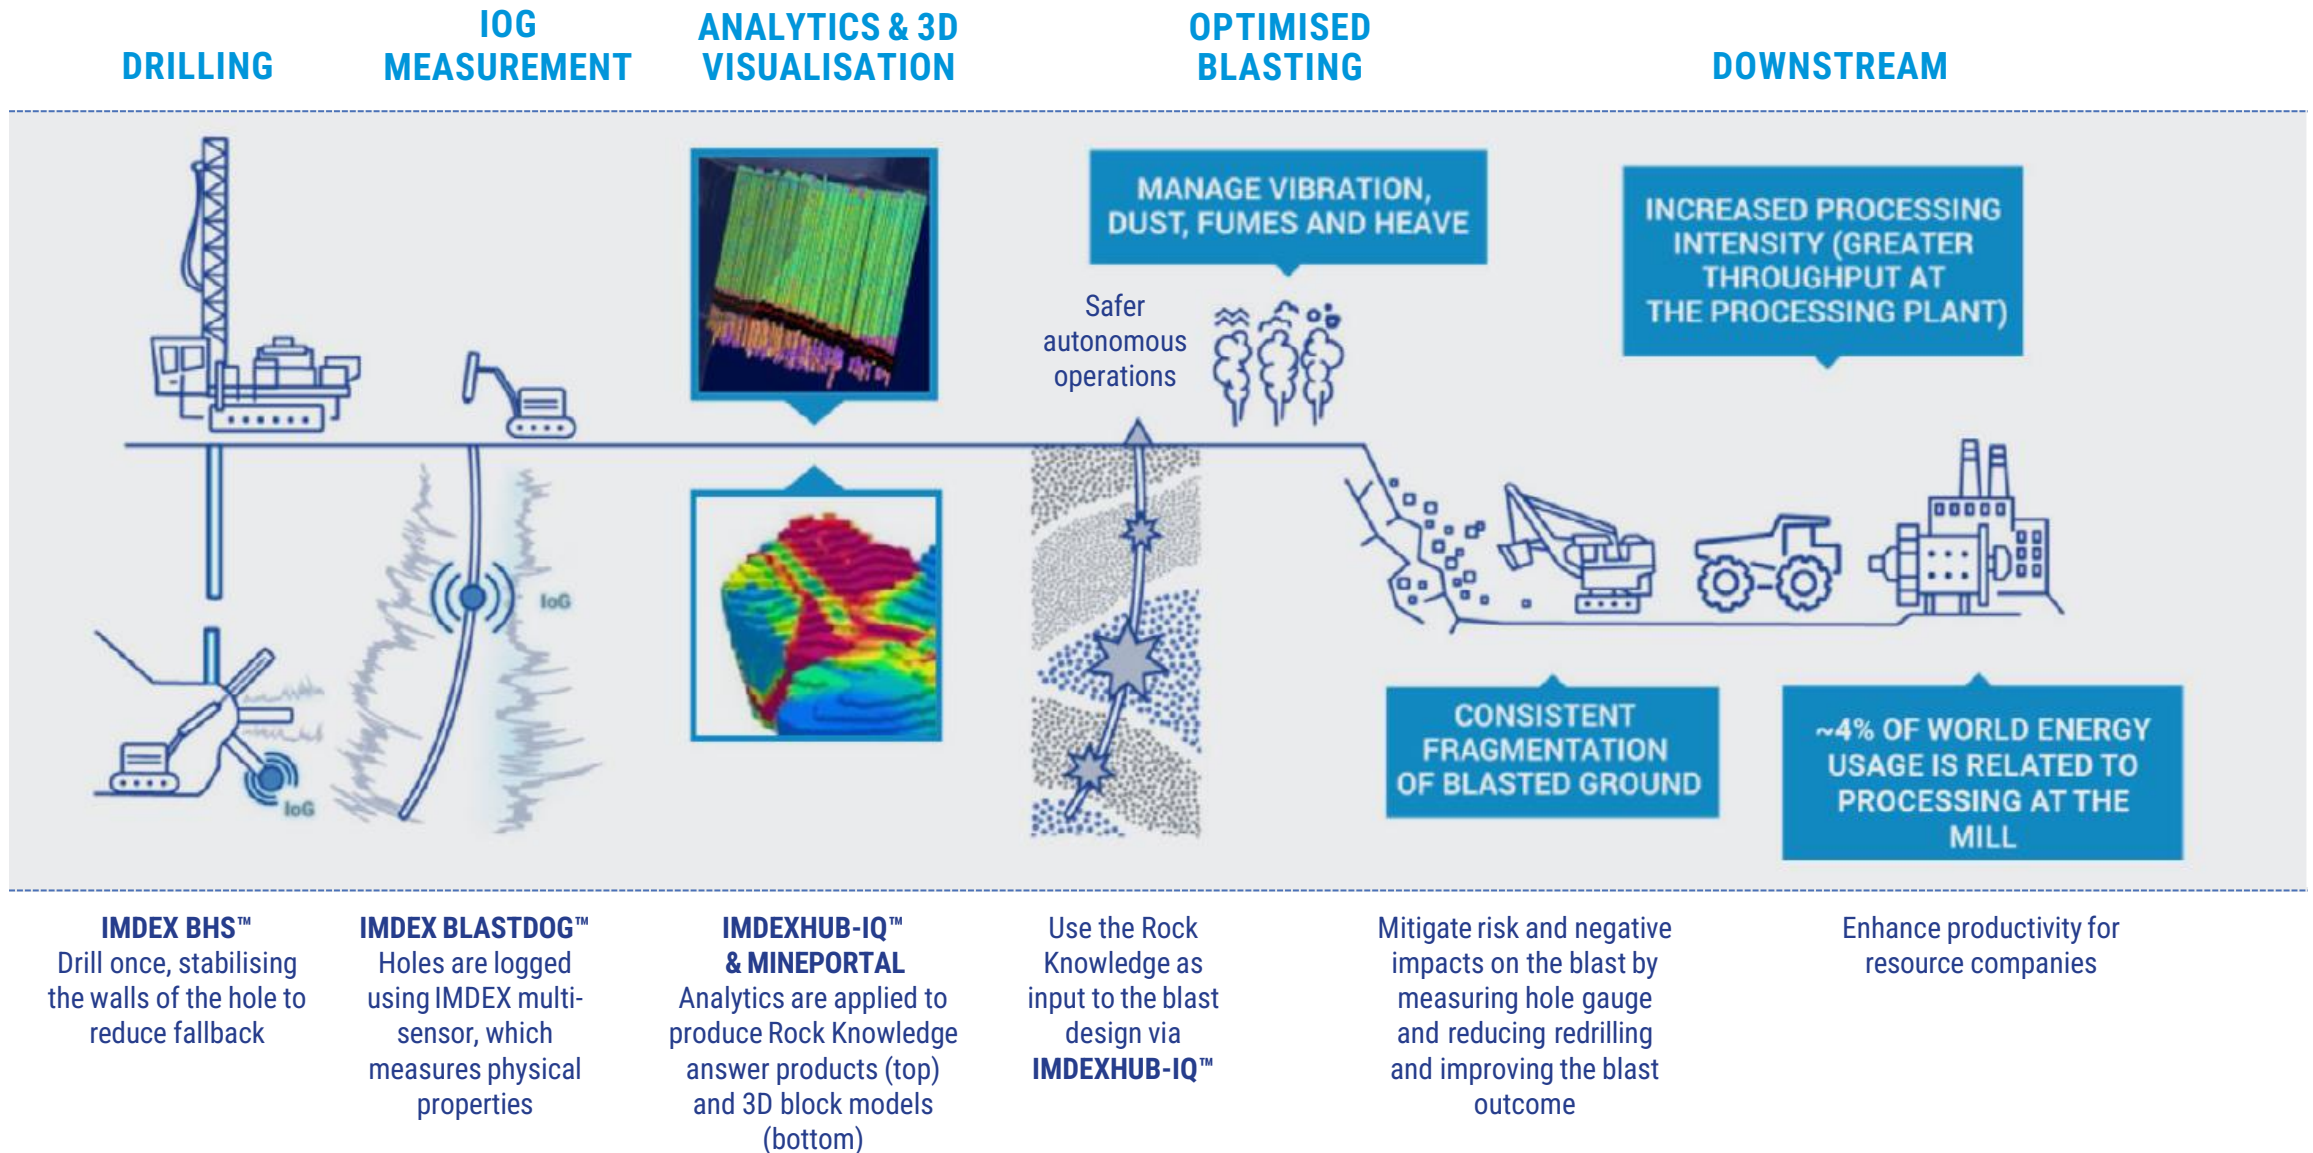 DRILLING
IOG
MEASUREMENT
ANALYTICS & 3D
VISUALISATION
OPTIMISED
BLASTING
DOWNSTREAM
MANAGE VIBRATION,
DUST, FUMES AND HEAVE
Safer
autonomous
operations
INCREASED PROCESSING
INTENSITY (GREATER
THROUGHPUT AT
THE PROCESSING PLANT)
IoG
IoG
CONSISTENT
FRAGMENTATION
OF BLASTED GROUND
~4% OF WORLD ENERGY
USAGE IS RELATED TO
PROCESSING AT THE
MILL
IMDEX BHS™
Drill once, stabilising
the walls of the hole to
reduce fallback
IMDEX BLASTDOG™
Holes are logged
using IMDEX multi-
sensor, which
measures physical
properties
IMDEXHUB-IQ™
& MINEPORTAL
Analytics are applied to
produce Rock Knowledge
answer products (top)
and 3D block models
(bottom)
Use the Rock
Knowledge as
input to the blast
design via
IMDEXHUB-IQ™
Mitigate risk and negative
impacts on the blast by
measuring hole gauge
and reducing redrilling
and improving the blast
outcome
Enhance productivity for
resource companies